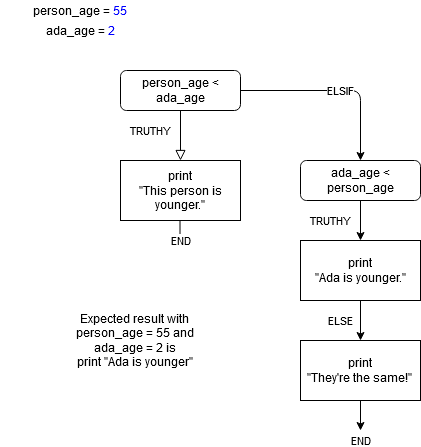 person_age = 55
ada_age = 2
person_age <
ada_age
ELSIF
TRUTHY
print
"This person is
younger."
END
ada_age <
person_age
TRUTHY
print
"Ada is younger."
ELSE
print
"They're the same!"
END
Expected result with
person_age = 55 and
ada_age = 2 is
print "Ada is younger"